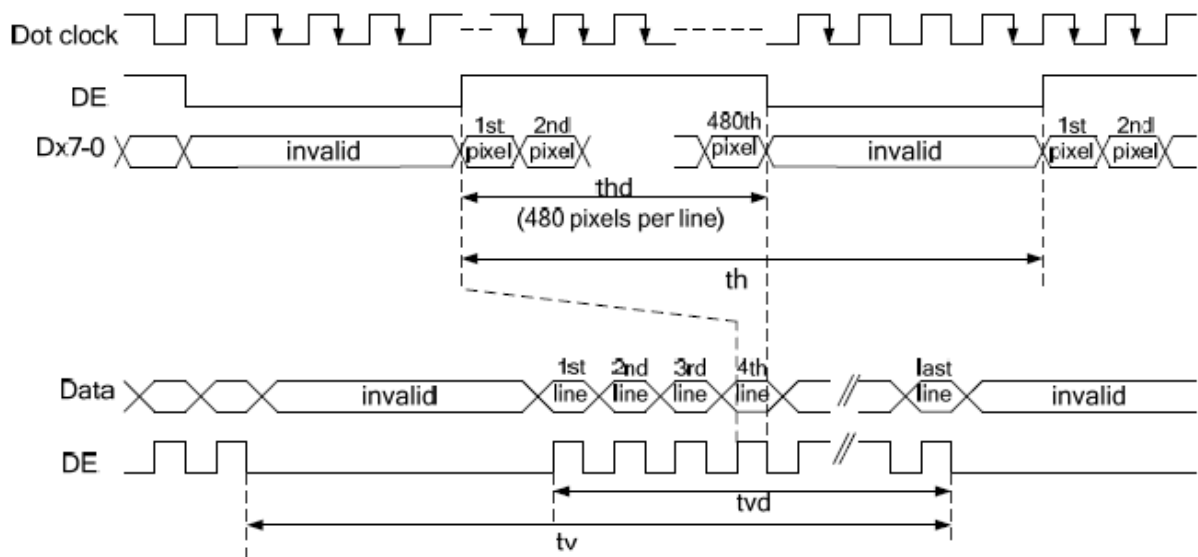 Dot clock
DE
1st 2nd 480th 1st 2nd
Dx7-0 invalid pixel pixel pixel invalid pixel pixel
thd
(480 pixels per line)
th
1st 2nd 3rd 4th last
Data invalid line line line line // line invalid
DE //
tvd
tv